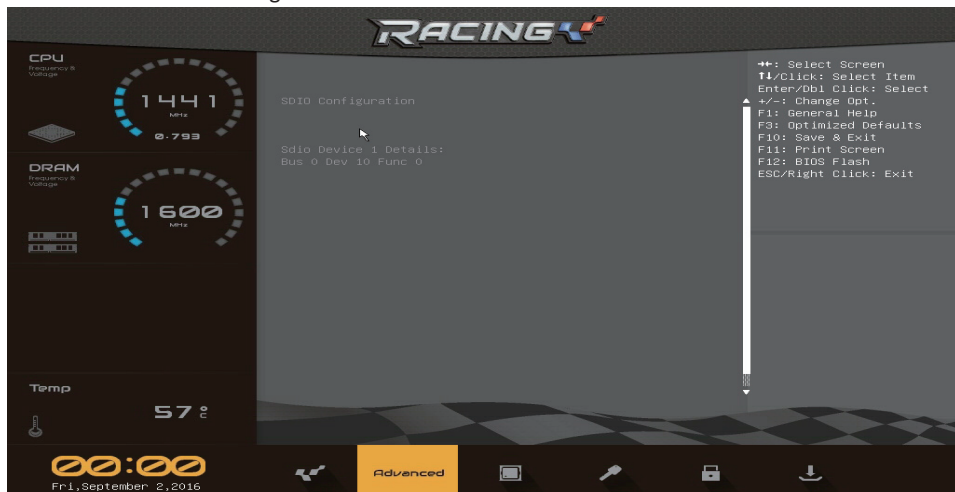 RACING
CPU
Frequency &
Voltage
1441
MHz
0.793
DRAM
Frequency &
Voltage
1600
MHz
Temp
57 °C
00:00
Fri,September 2,2016
SDIO Configuration
Sdio Device 1 Details:
Bus 0 Dev 10 Func 0
→←: Select Screen
↑↓/Click: Select Item
Enter/Dbl Click: Select
+/-: Change Opt.
F1: General Help
F3: Optimized Defaults
F10: Save & Exit
F11: Print Screen
F12: BIOS Flash
ESC/Right Click: Exit
Advanced